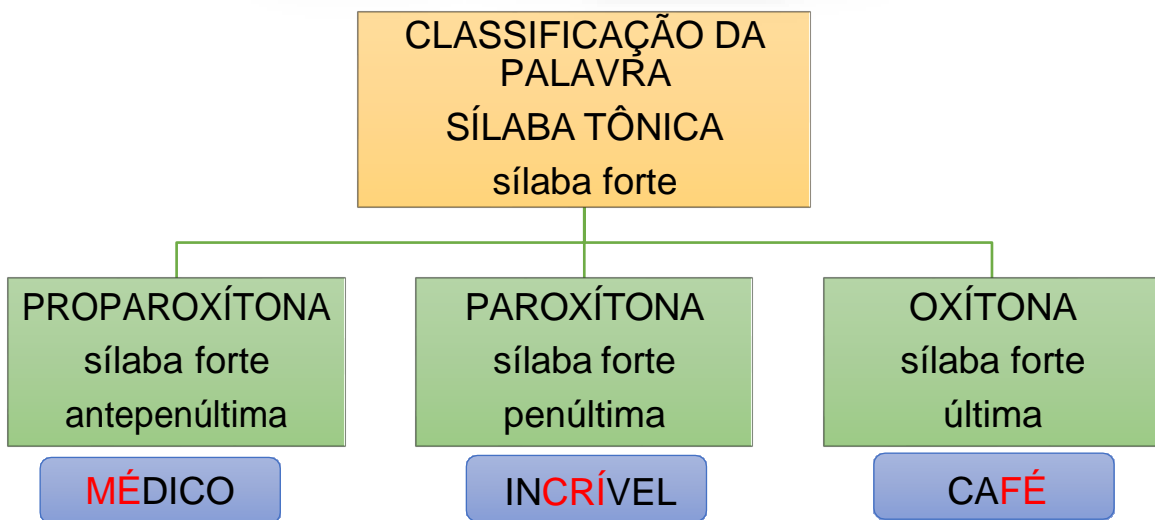 CLASSIFICAÇÃO DA
PALAVRA
SÍLABA TÔNICA
sílaba forte
PROPAROXÍTONA
sílaba forte
antepenúltima
MÉDICO
PAROXÍTONA
sílaba forte
penúltima
INCRÍVEL
OXÍTONA
sílaba forte
última
CAFÉ